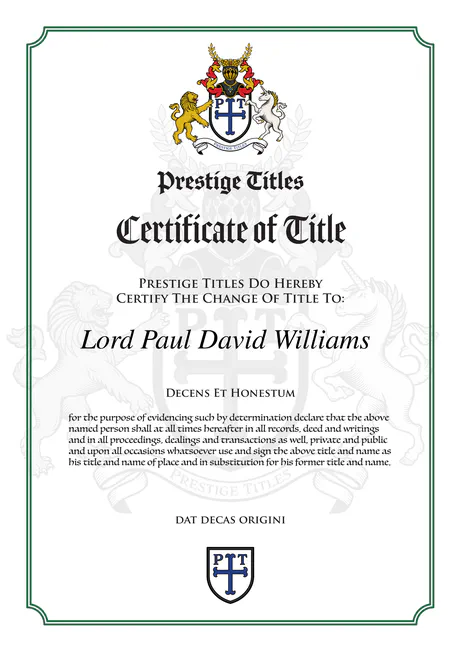 P T
PRESTIGE TITLES
Prestige Titles
Certificate of Title
PRESTIGE TITLES DO HEREBY
CERTIFY THE CHANGE OF TITLE TO:
Lord Paul David Williams
DECENS ET HONESTUM
for the purpose of evidencing such by determination declare that the above
named person shall at all times hereafter in all records, deed and writings
and in all proceedings, dealings and transactions as well, private and public
and upon all occasions whatsoever use and sign the above title and name as
his title and name of place and in substitution for his former title and name.
PRESTIGE TITLES
DAT DECAS ORIGINI
P T